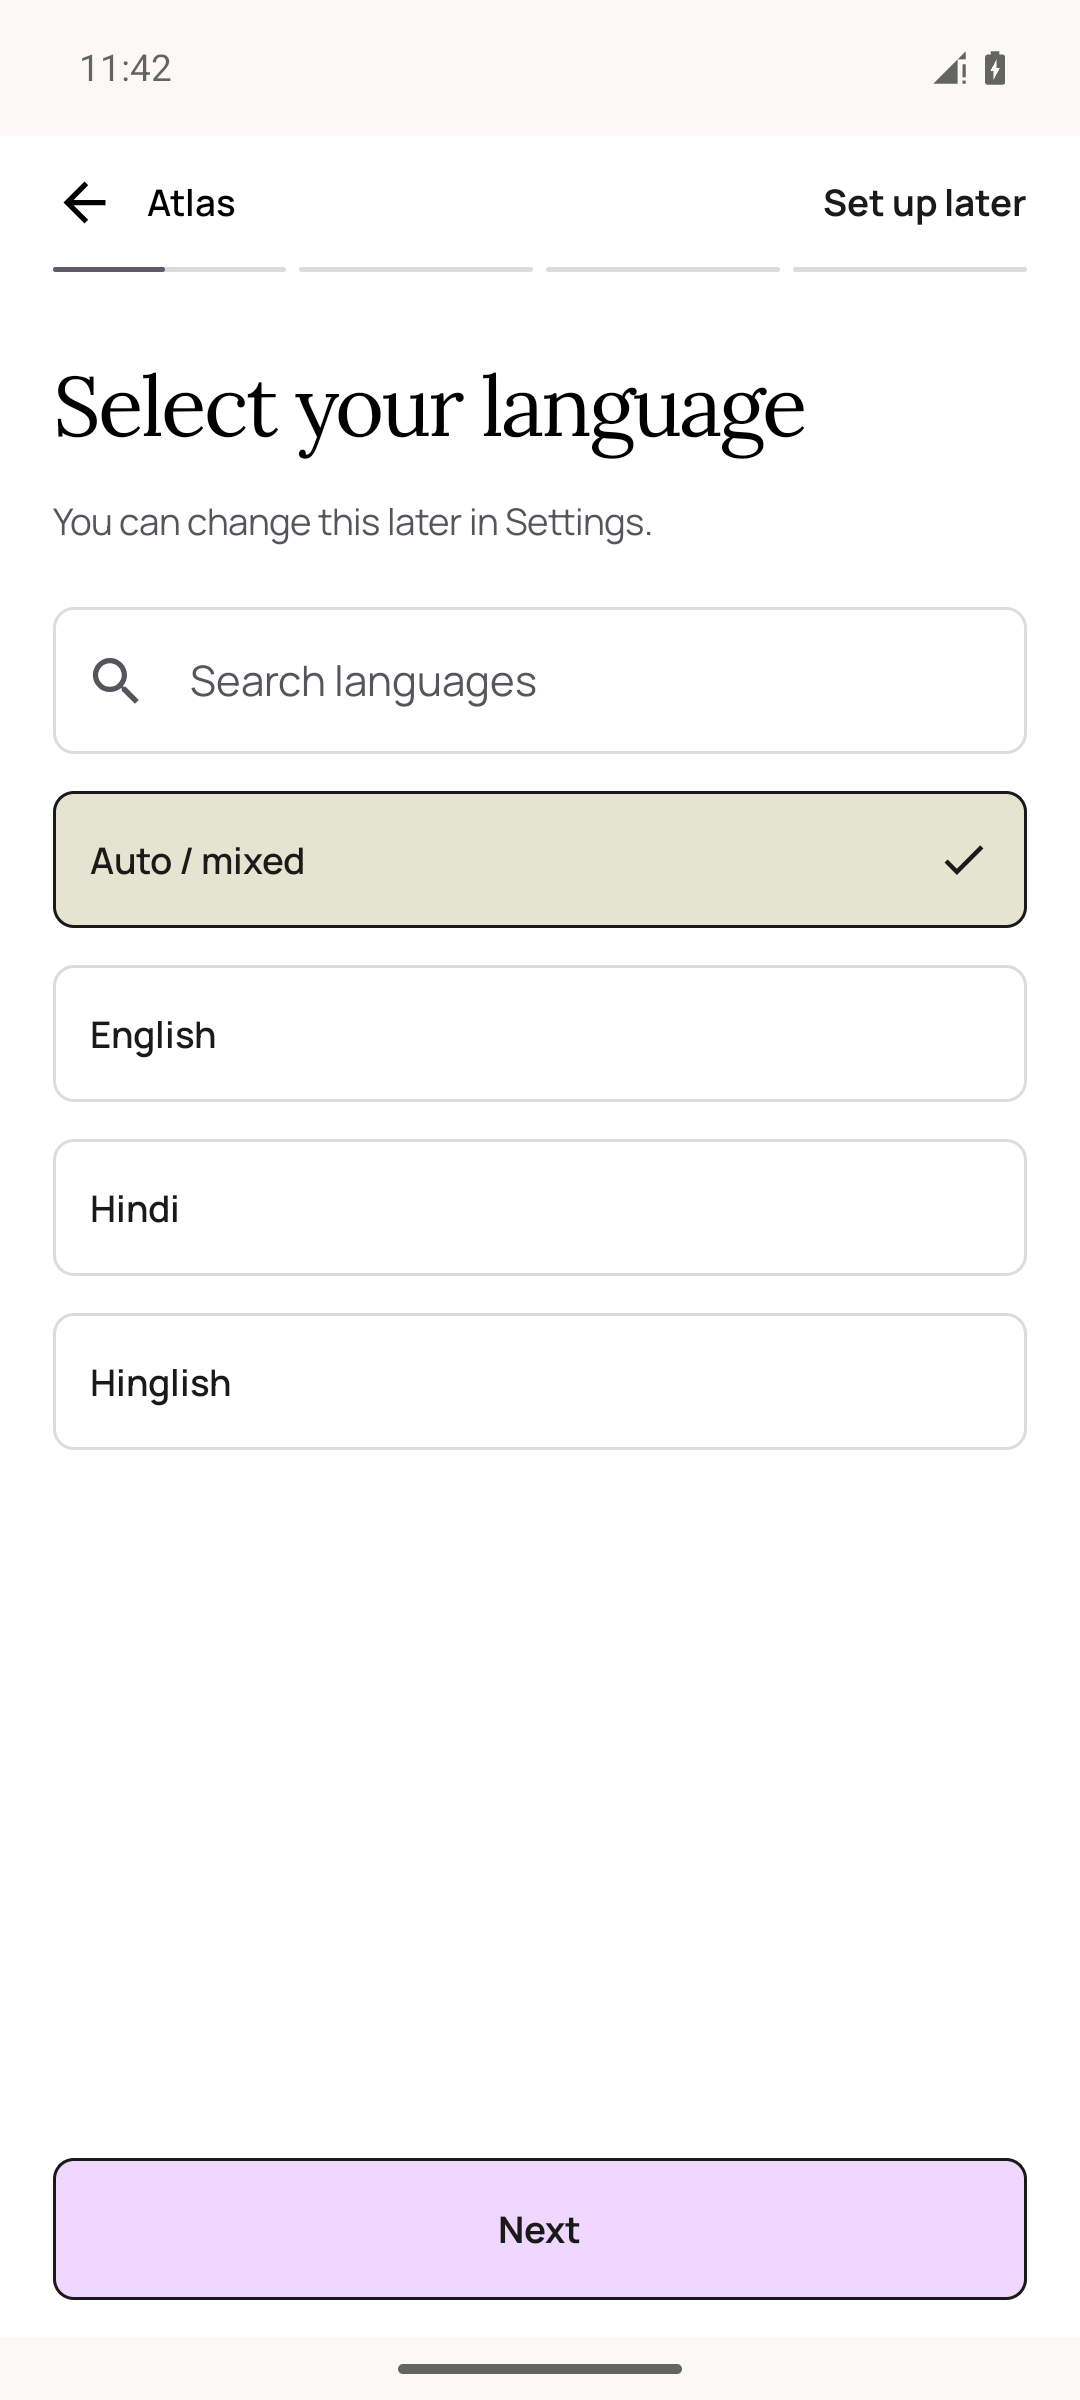 11:42
Atlas
Set up later
Select your language
You can change this later in Settings.
Search languages
Auto / mixed
English
Hindi
Hinglish
Next